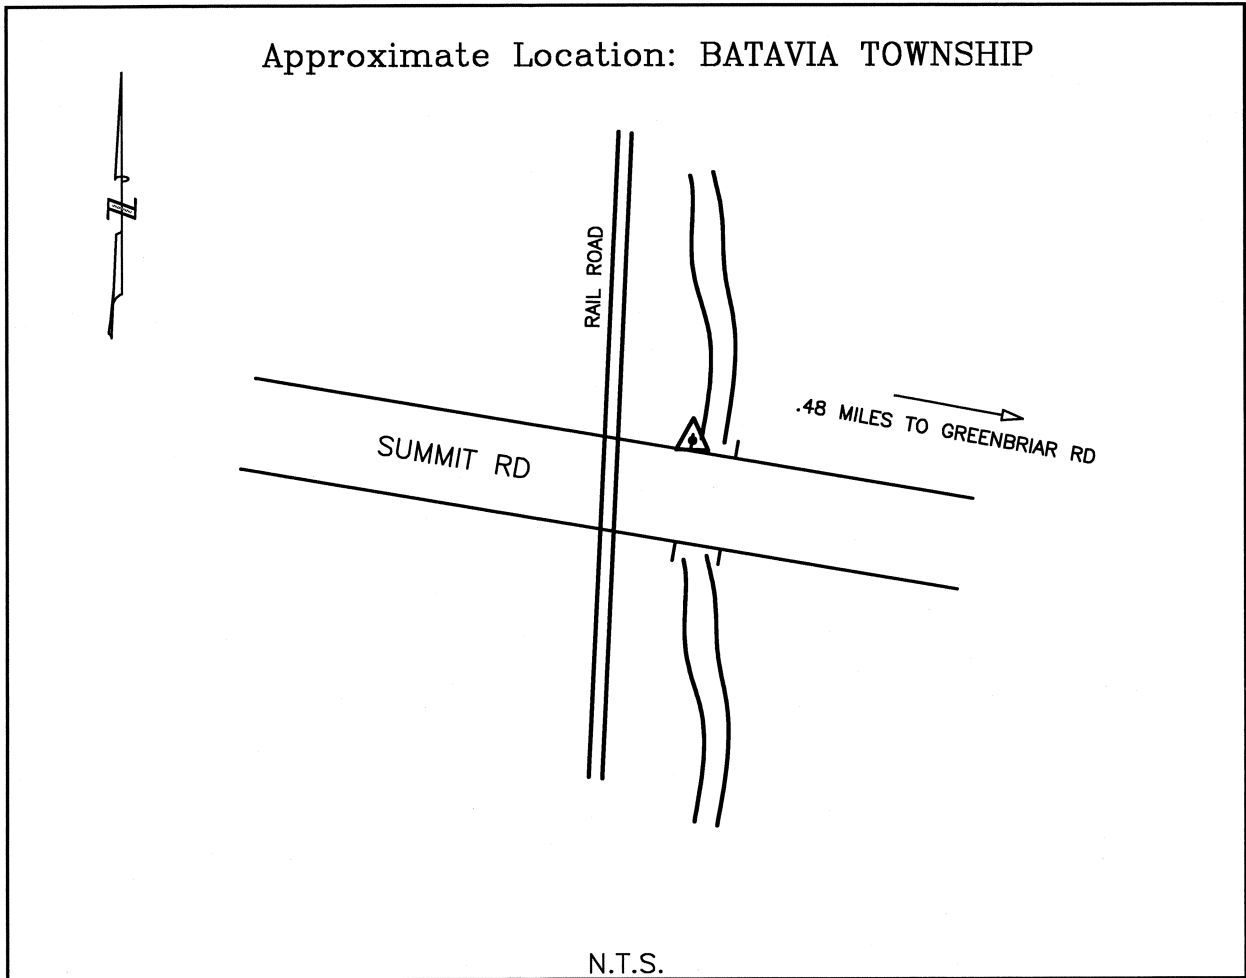 Approximate Location: BATAVIA TOWNSHIP
N
RAIL ROAD
.48 MILES TO GREENBRIAR RD
SUMMIT RD
N.T.S.